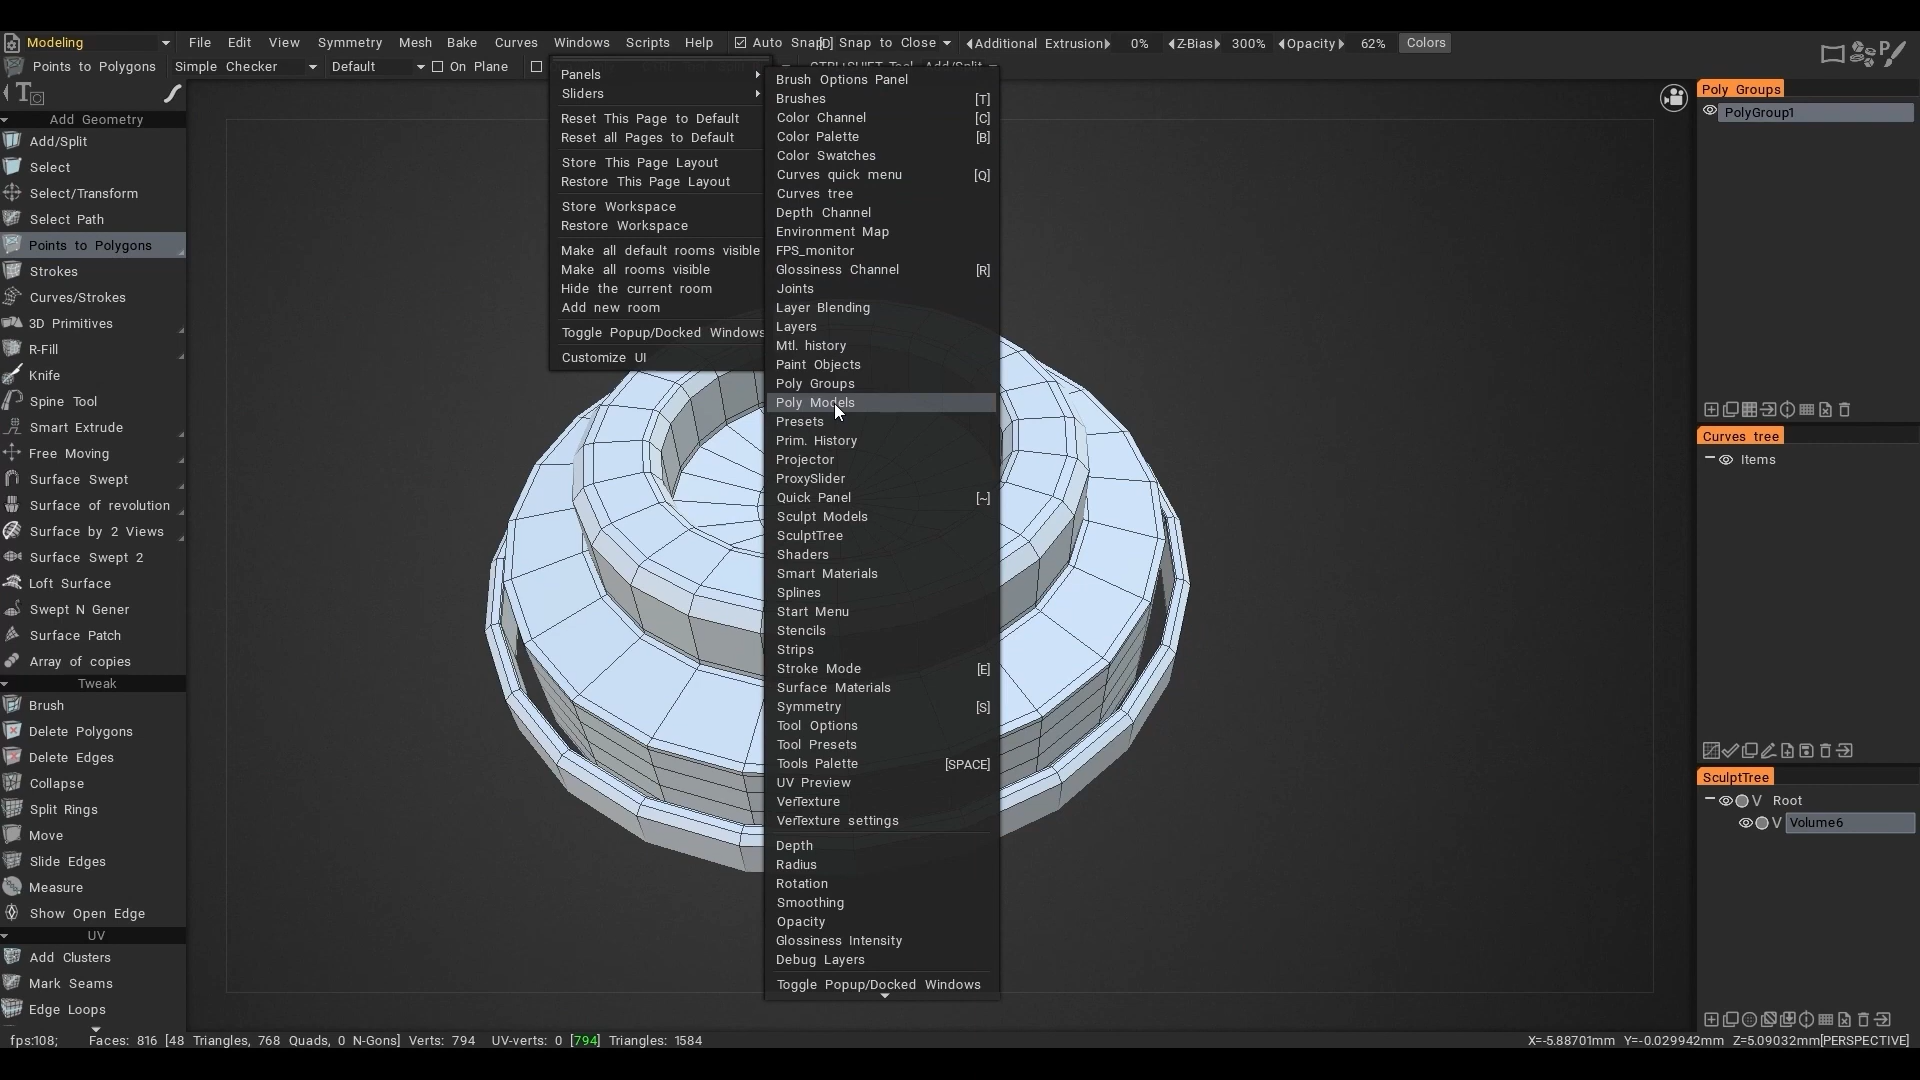 Modeling File Edit View Symmetry Mesh Bake Curves Windows Scripts Help Auto Snap Snap to Close Additional Extrusion 0% Z-Bias 300% Opacity 62% Colors
Points to Polygons Simple Checker Default On Plane
Add Geometry
Add/Split
Select
Select/Transform
Select Path
Points to Polygons
Strokes
Curves/Strokes
3D Primitives
R-Fill
Knife
Spine Tool
Smart Extrude
Free Moving
Surface Swept
Surface of revolution
Surface by 2 Views
Surface Swept 2
Loft Surface
Swept N Gener
Surface Patch
Array of copies
Tweak
Brush
Delete Polygons
Delete Edges
Collapse
Split Rings
Move
Slide Edges
Measure
Show Open Edge
UV
Add Clusters
Mark Seams
Edge Loops
Panels
Sliders
Reset This Page to Default
Reset all Pages to Default
Store This Page Layout
Restore This Page Layout
Store Workspace
Restore Workspace
Make all default rooms visible
Make all rooms visible
Hide the current room
Add new room
Toggle Popup/Docked Windows
Customize UI
Brush Options Panel
Brushes [T]
Color Channel [C]
Color Palette [B]
Color Swatches
Curves quick menu [Q]
Curves tree
Depth Channel
Environment Map
FPS_monitor
Glossiness Channel [R]
Joints
Layer Blending
Layers
Mtl. history
Paint Objects
Poly Groups
Poly Models
Presets
Prim. History
Projector
ProxySlider
Quick Panel [~]
Sculpt Models
SculptTree
Shaders
Smart Materials
Splines
Start Menu
Stencils
Strips
Stroke Mode [E]
Surface Materials
Symmetry [S]
Tool Options
Tool Presets
Tools Palette [SPACE]
UV Preview
VerTexture
VerTexture settings
Depth
Radius
Rotation
Smoothing
Opacity
Glossiness Intensity
Debug Layers
Toggle Popup/Docked Windows
Poly Groups
PolyGroup1
Curves tree
Items
SculptTree
V Root
V Volume6
fps:108; Faces: 816 [48 Triangles, 768 Quads, 0 N-Gons] Verts: 794 UV-verts: 0 [794] Triangles: 1584 X=-5.88701mm Y=-0.029942mm Z=5.09032mm[PERSPECTIVE]